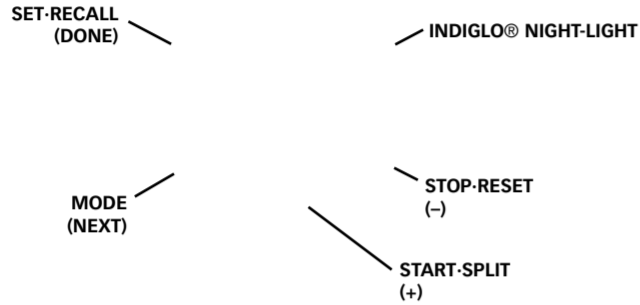 SET·RECALL
(DONE)
INDIGLO® NIGHT-LIGHT
MODE
(NEXT)
STOP·RESET
(–)
START·SPLIT
(+)